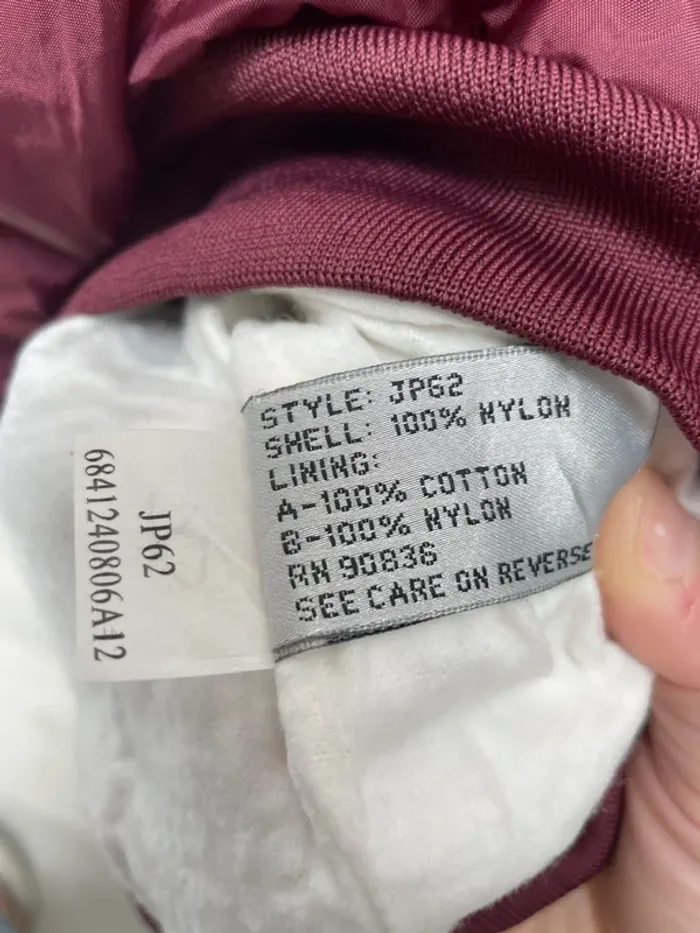 STYLE: JP62
SHELL: 100% NYLON
LINING:
A-100% COTTON
B-100% NYLON
RN 90836
SEE CARE ON REVERSE
JP62
6841240806A12